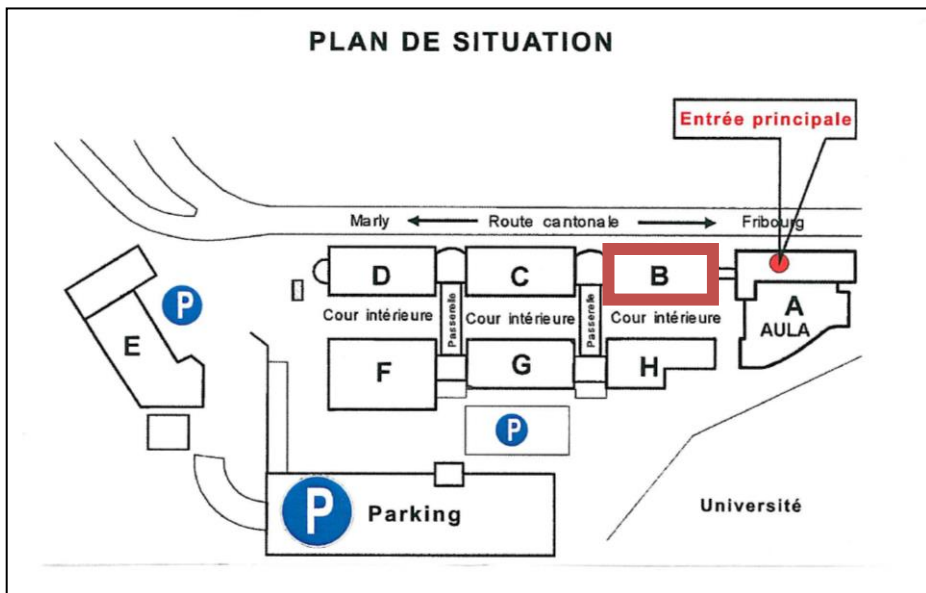 PLAN DE SITUATION
Entrée principale
Marly
Route cantonale
Fribourg
D
C
B
A
AULA
E
P
Cour intérieure
Passerelle
Cour intérieure
Passerelle
Cour intérieure
F
G
H
P
P
Parking
Université